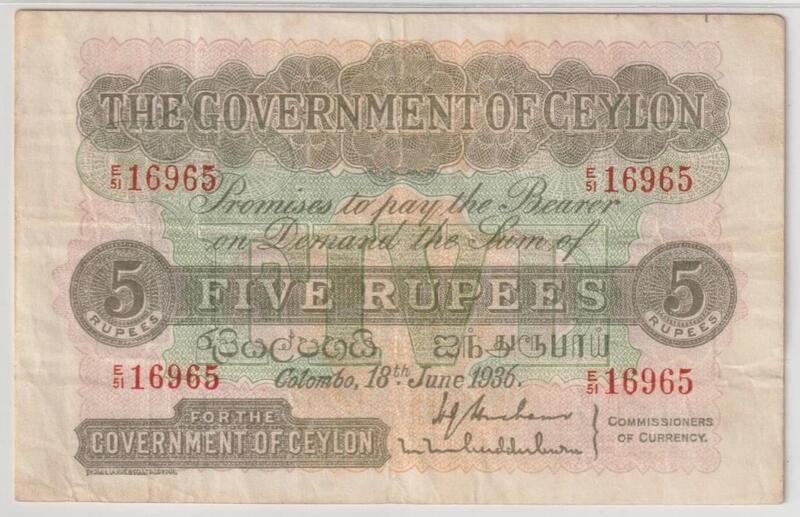 THE GOVERNMENT OF CEYLON
E/51 16965 E/51 16965
Promises to pay the Bearer
on Demand the Sum of
FIVE
5 RUPEES FIVE RUPEES 5 RUPEES
රුපියල්පහයි ஐந்துரூபாய்
Colombo, 18th June 1936.
E/51 16965 E/51 16965
FOR THE
GOVERNMENT OF CEYLON
COMMISSIONERS
OF CURRENCY.